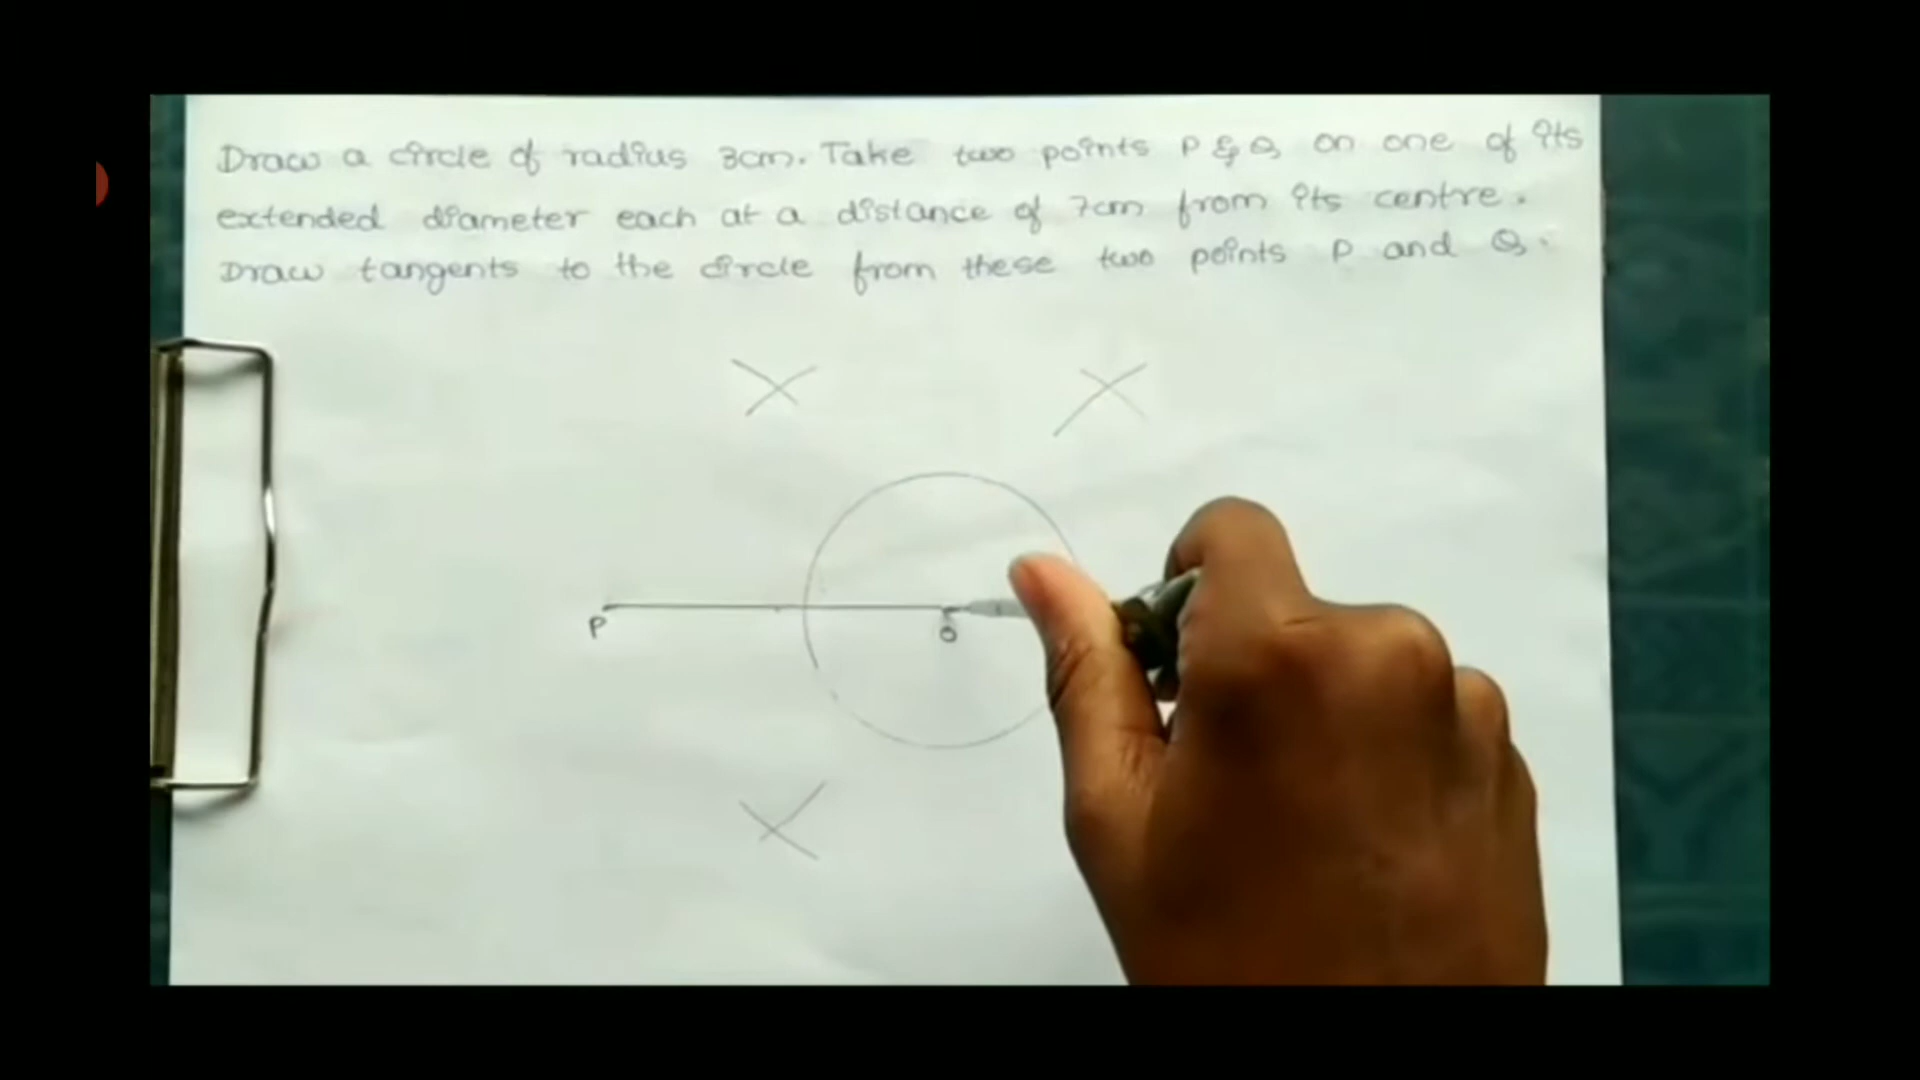 Draw a circle of radius 3cm. Take two points P & Q on one of its
extended diameter each at a distance of 7cm from its centre.
Draw tangents to the circle from these two points P and Q.
P
O